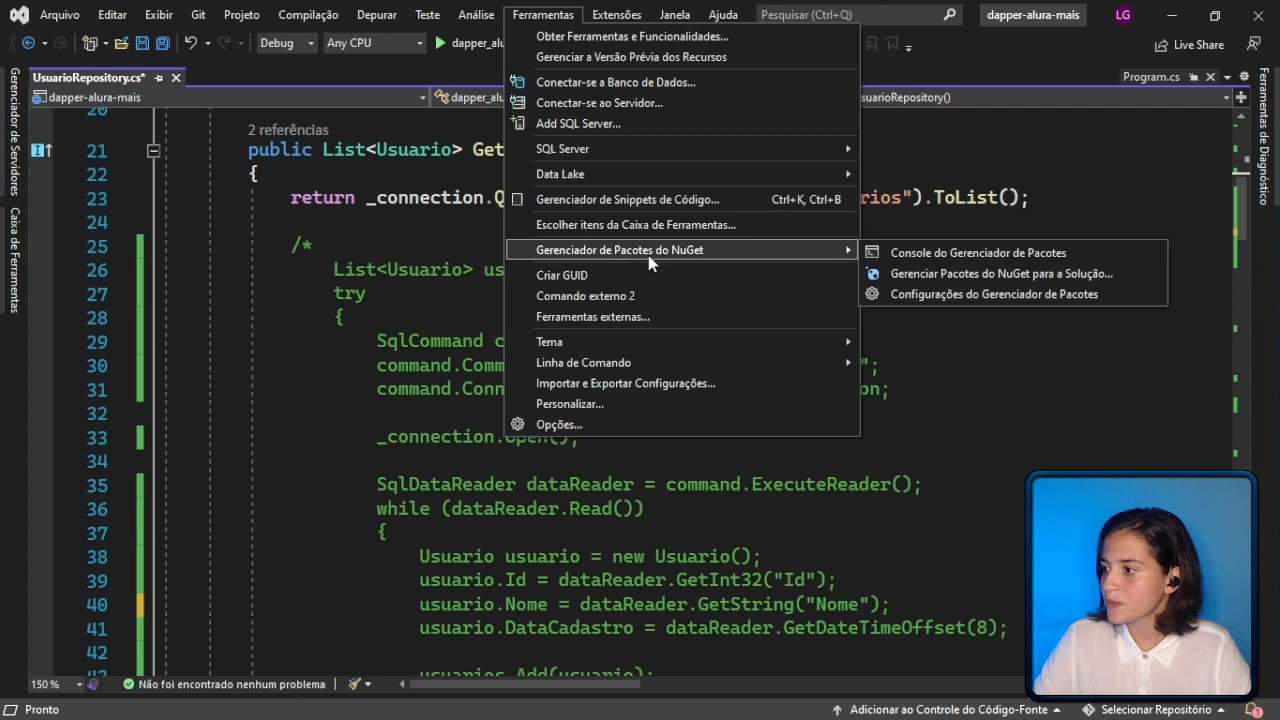 Arquivo Editar Exibir Git Projeto Compilação Depurar Teste Análise Ferramentas Extensões Janela Ajuda Pesquisar (Ctrl+Q) dapper-alura-mais LG
Debug Any CPU dapper_alu Live Share
UsuarioRepository.cs* Program.cs
dapper-alura-mais dapper_alu suarioRepository()
Gerenciador de Servidores
Caixa de Ferramentas
Ferramentas de Diagnóstico
Obter Ferramentas e Funcionalidades...
Gerenciar a Versão Prévia dos Recursos
Conectar-se a Banco de Dados...
Conectar-se ao Servidor...
Add SQL Server...
SQL Server
Data Lake
Gerenciador de Snippets de Código... Ctrl+K, Ctrl+B
Escolher itens da Caixa de Ferramentas...
Gerenciador de Pacotes do NuGet
Criar GUID
Comando externo 2
Ferramentas externas...
Tema
Linha de Comando
Importar e Exportar Configurações...
Personalizar...
Opções...
Console do Gerenciador de Pacotes
Gerenciar Pacotes do NuGet para a Solução...
Configurações do Gerenciador de Pacotes
20
2 referências
21 public List<Usuario> Get
22 {
23 return _connection.Q rios").ToList();
24
25 /*
26 List<Usuario> us
27 try
28 {
29 SqlCommand c
30 command.Comm ";
31 command.Conn on;
32
33 _connection.Open();
34
35 SqlDataReader dataReader = command.ExecuteReader();
36 while (dataReader.Read())
37 {
38 Usuario usuario = new Usuario();
39 usuario.Id = dataReader.GetInt32("Id");
40 usuario.Nome = dataReader.GetString("Nome");
41 usuario.DataCadastro = dataReader.GetDateTimeOffset(8);
42
43 usuarios.Add(usuario);
150 % Não foi encontrado nenhum problema
Pronto Adicionar ao Controle do Código-Fonte Selecionar Repositório 1